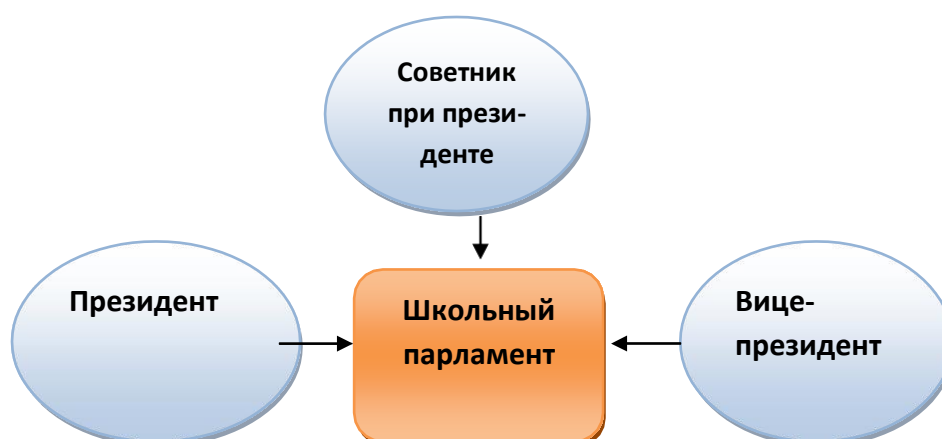 Советник
при прези-
денте
Президент
Школьный
парламент
Вице-
президент